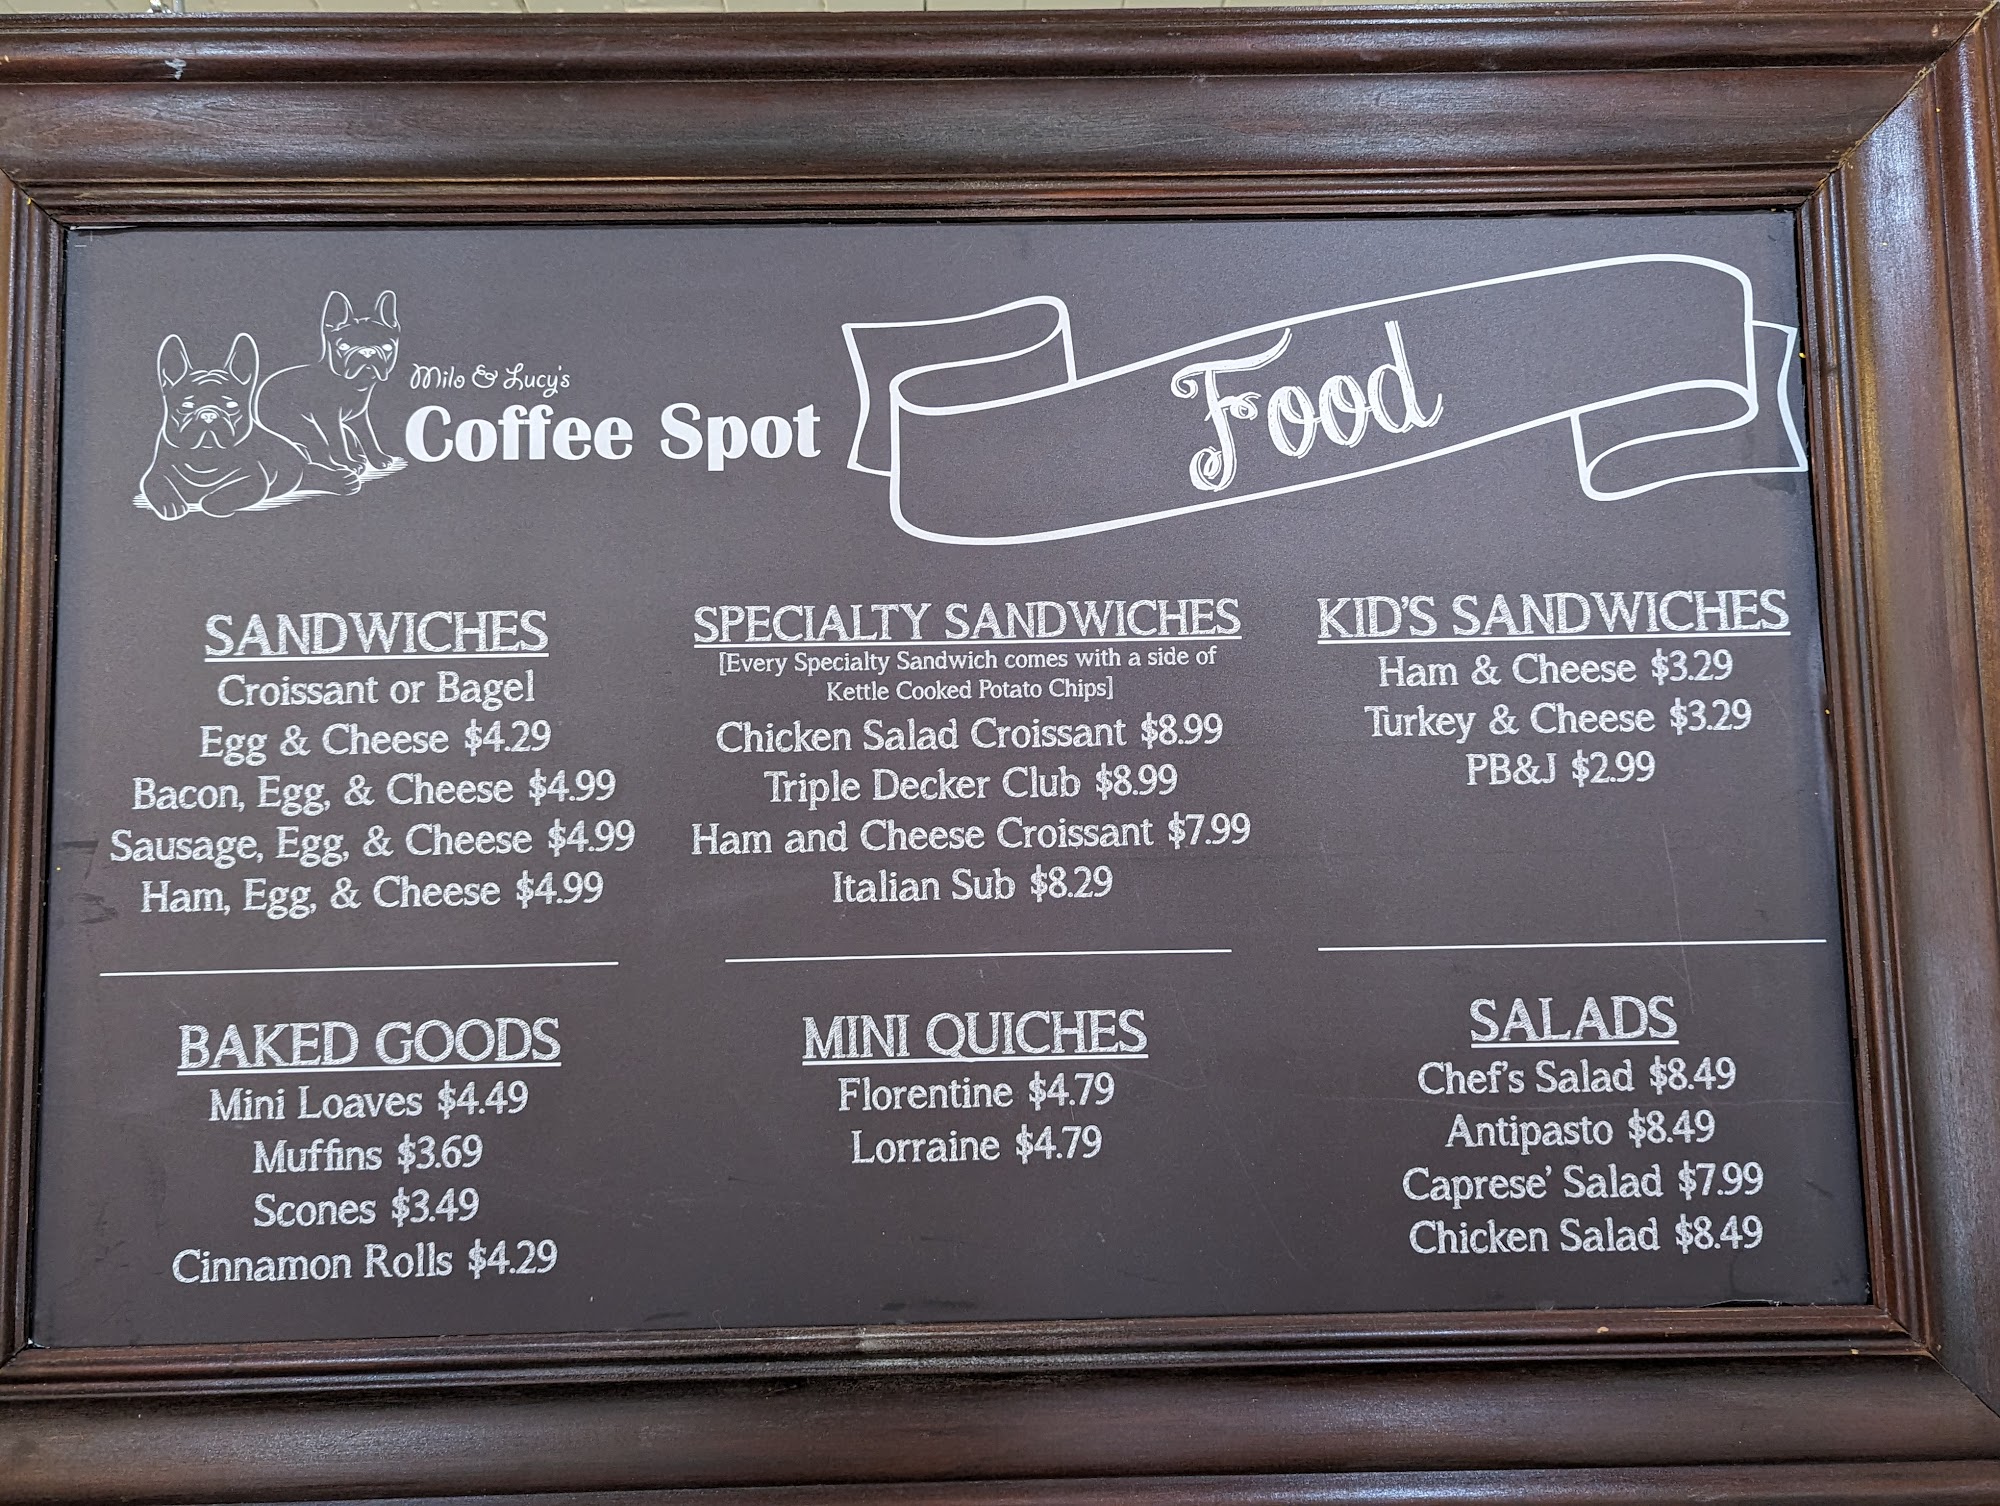 Milo & Lucy's
Coffee Spot
Food
SANDWICHES
Croissant or Bagel
Egg & Cheese $4.29
Bacon, Egg, & Cheese $4.99
Sausage, Egg, & Cheese $4.99
Ham, Egg, & Cheese $4.99
SPECIALTY SANDWICHES
[Every Specialty Sandwich comes with a side of
Kettle Cooked Potato Chips]
Chicken Salad Croissant $8.99
Triple Decker Club $8.99
Ham and Cheese Croissant $7.99
Italian Sub $8.29
KID'S SANDWICHES
Ham & Cheese $3.29
Turkey & Cheese $3.29
PB&J $2.99
BAKED GOODS
Mini Loaves $4.49
Muffins $3.69
Scones $3.49
Cinnamon Rolls $4.29
MINI QUICHES
Florentine $4.79
Lorraine $4.79
SALADS
Chef's Salad $8.49
Antipasto $8.49
Caprese' Salad $7.99
Chicken Salad $8.49